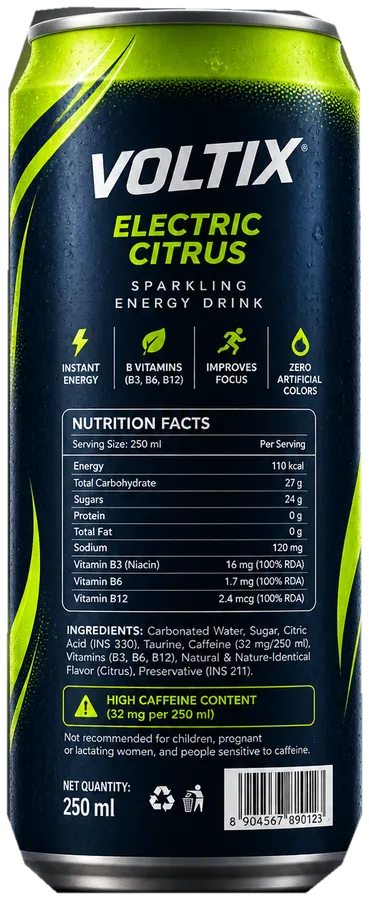 VOLTIX®
ELECTRIC
CITRUS
SPARKLING
ENERGY DRINK
INSTANT
ENERGY
B VITAMINS
(B3, B6, B12)
IMPROVES
FOCUS
ZERO
ARTIFICIAL
COLORS
NUTRITION FACTS
Serving Size: 250 ml Per Serving
Energy 110 kcal
Total Carbohydrate 27 g
Sugars 24 g
Protein 0 g
Total Fat 0 g
Sodium 120 mg
Vitamin B3 (Niacin) 16 mg (100% RDA)
Vitamin B6 1.7 mg (100% RDA)
Vitamin B12 2.4 mcg (100% RDA)
INGREDIENTS: Carbonated Water, Sugar, Citric
Acid (INS 330), Taurine, Caffeine (32 mg/250 ml),
Vitamins (B3, B6, B12), Natural & Nature-Identical
Flavor (Citrus), Preservative (INS 211).
HIGH CAFFEINE CONTENT
(32 mg per 250 ml)
Not recommended for children, prognant
or lactating women, and people sensitive to caffeine.
NET QUANTITY:
250 ml
8 904567 890123